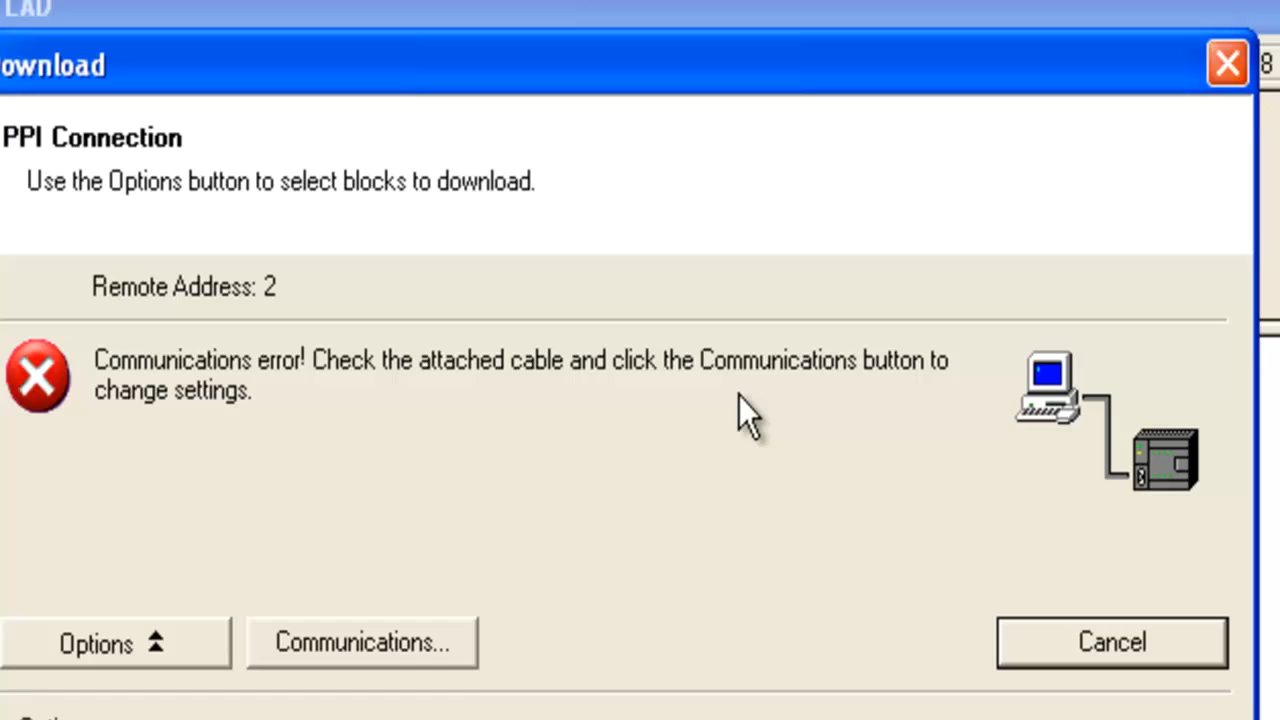 LAD
ownload
8
PPI Connection
Use the Options button to select blocks to download.
Remote Address: 2
Communications error! Check the attached cable and click the Communications button to
change settings.
Options
Communications...
Cancel